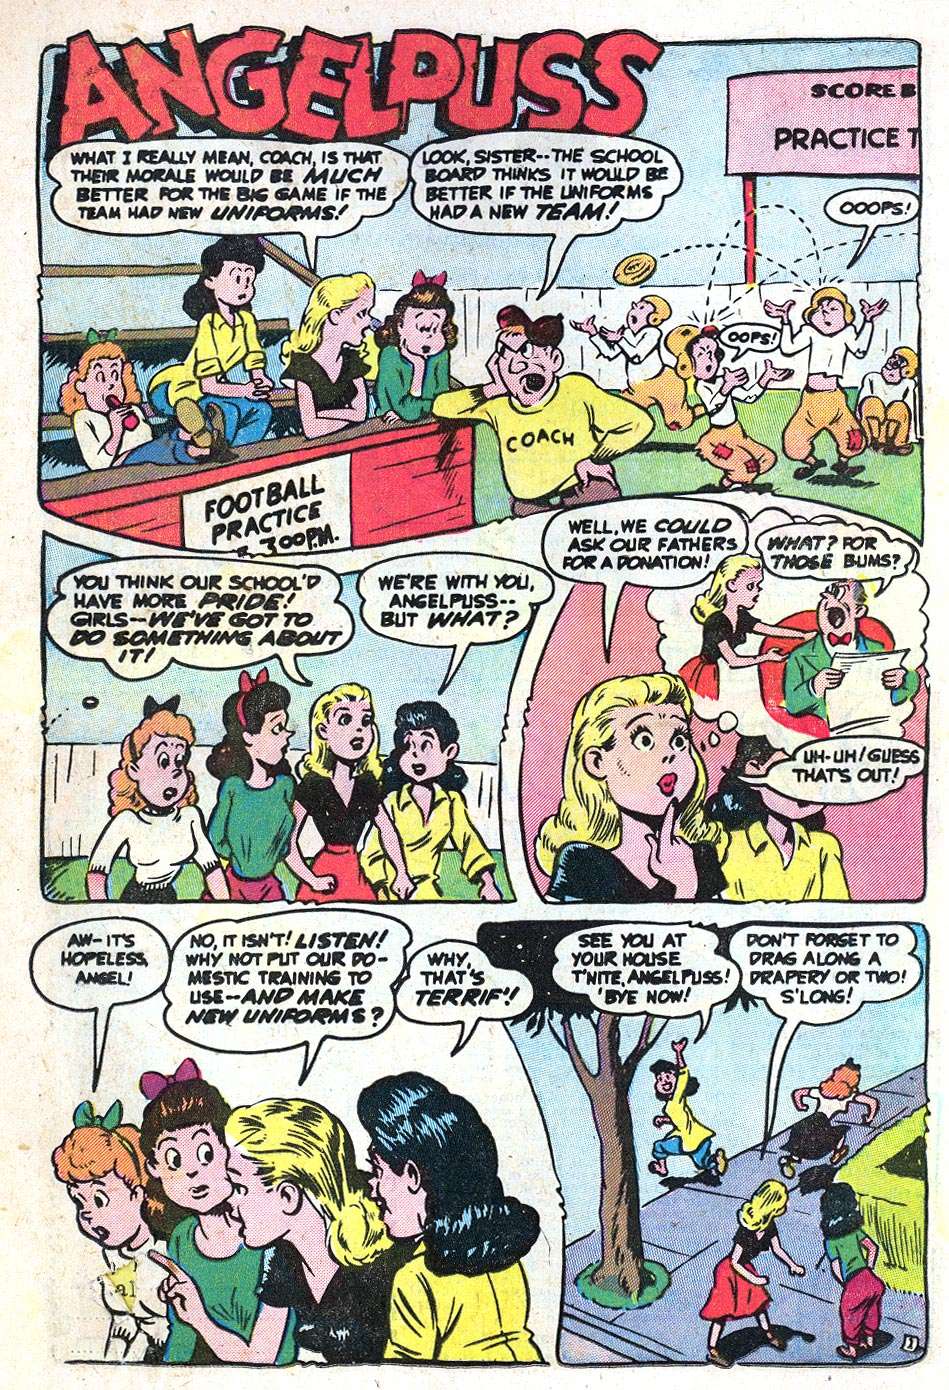 ANGELPUSS
WHAT I REALLY MEAN, COACH, IS THAT
THEIR MORALE WOULD BE MUCH
BETTER FOR THE BIG GAME IF THE
TEAM HAD NEW UNIFORMS!
LOOK, SISTER--THE SCHOOL
BOARD THINKS IT WOULD BE
BETTER IF THE UNIFORMS
HAD A NEW TEAM!
SCORE B
PRACTICE T
OOOPS!
OOPS!
COACH
FOOTBALL
PRACTICE
3:00 P.M.
YOU THINK OUR SCHOOL'D
HAVE MORE PRIDE!
GIRLS--WE'VE GOT TO
DO SOMETHING ABOUT
IT!
WE'RE WITH YOU,
ANGELPUSS--
BUT WHAT?
WELL, WE COULD
ASK OUR FATHERS
FOR A DONATION!
WHAT? FOR
THOSE BUMS?
UH-UH! GUESS
THAT'S OUT!
AW-IT'S
HOPELESS,
ANGEL!
NO, IT ISN'T! LISTEN!
WHY NOT PUT OUR DO-
MESTIC TRAINING TO
USE--AND MAKE
NEW UNIFORMS?
WHY,
THAT'S
TERRIF'!
SEE YOU AT
YOUR HOUSE
T'NITE, ANGELPUSS!
'BYE NOW!
DON'T FORGET TO
DRAG ALONG A
DRAPERY OR TWO!
S'LONG!
1